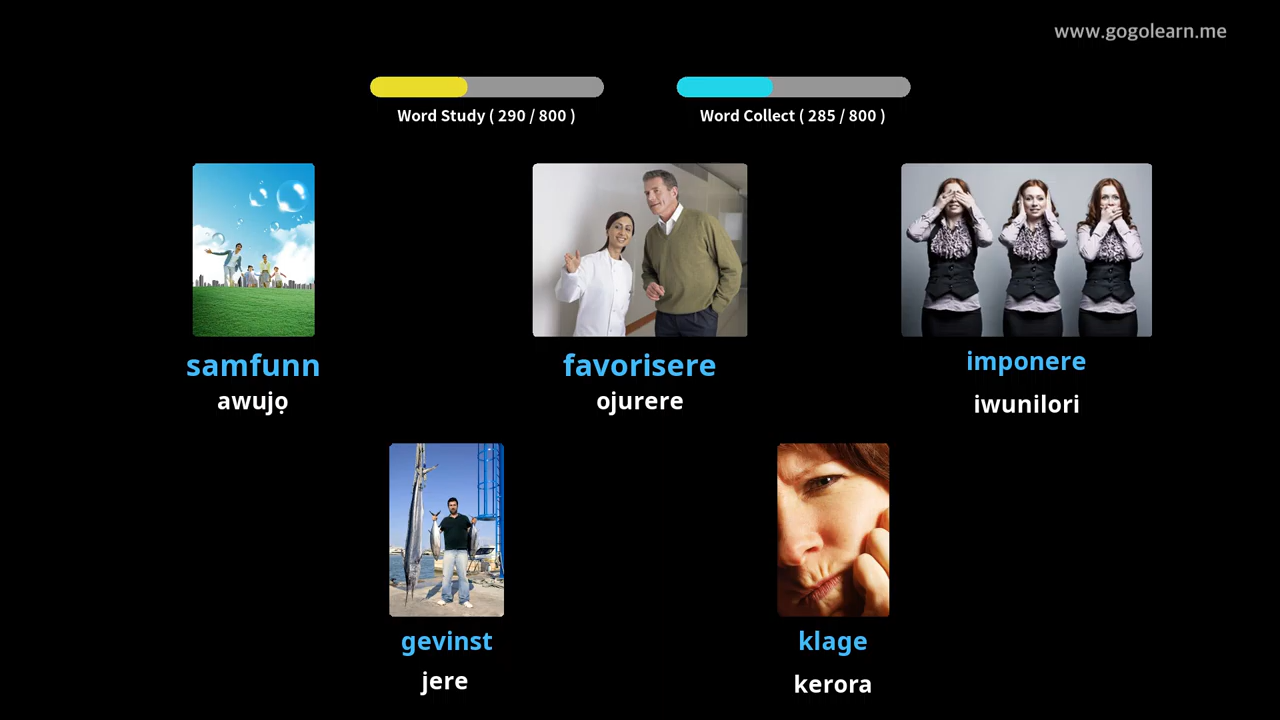 www.gogolearn.me
Word Study ( 290 / 800 )
Word Collect ( 285 / 800 )
samfunn
awujọ
favorisere
ojurere
imponere
iwunilori
gevinst
jere
klage
kerora